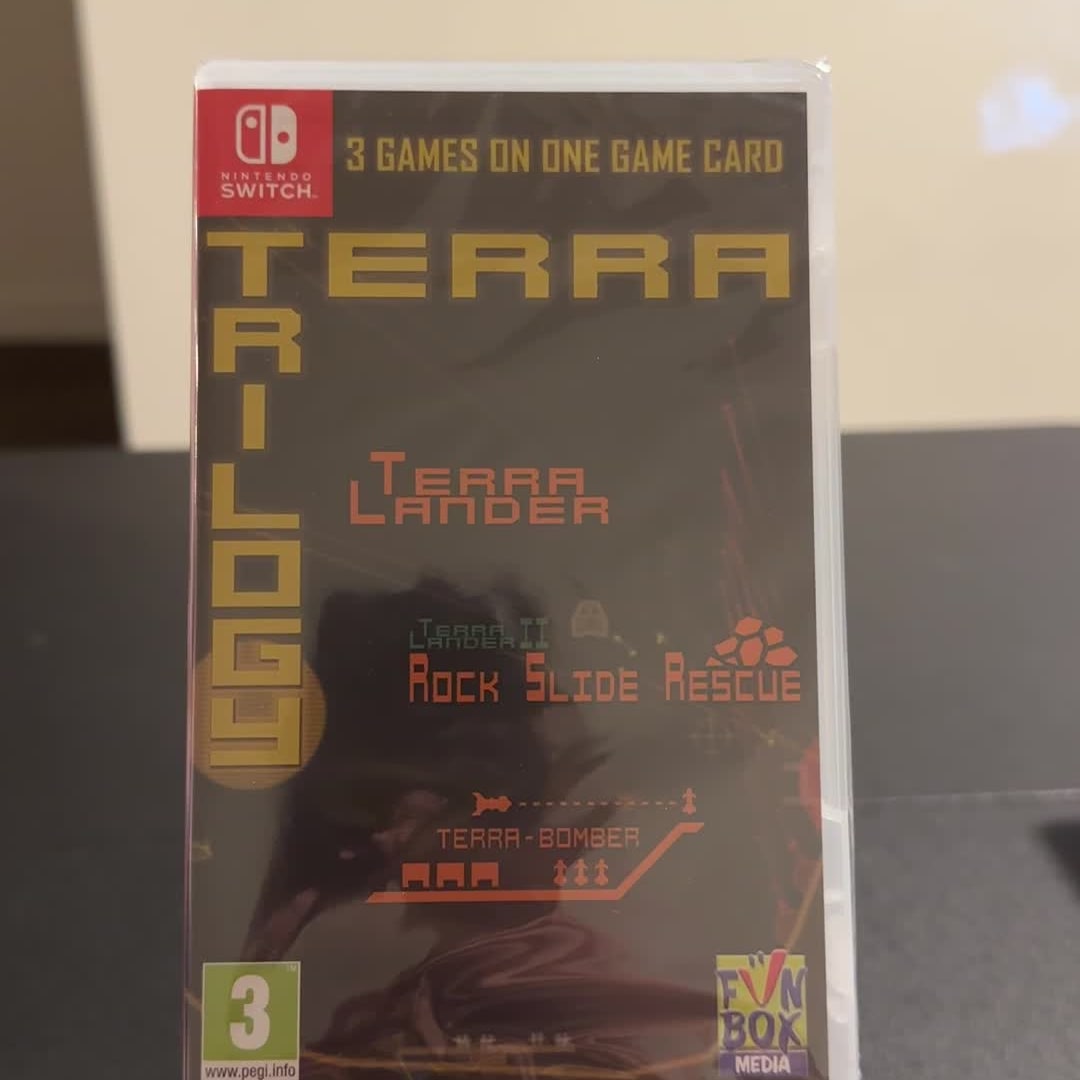 NINTENDO
SWITCH™
3 GAMES ON ONE GAME CARD
TERRA
TRILOGY
TERRA
LANDER
TERRA
LANDER II
ROCK SLIDE RESCUE
TERRA-BOMBER
3
www.pegi.info
FUN
BOX
MEDIA